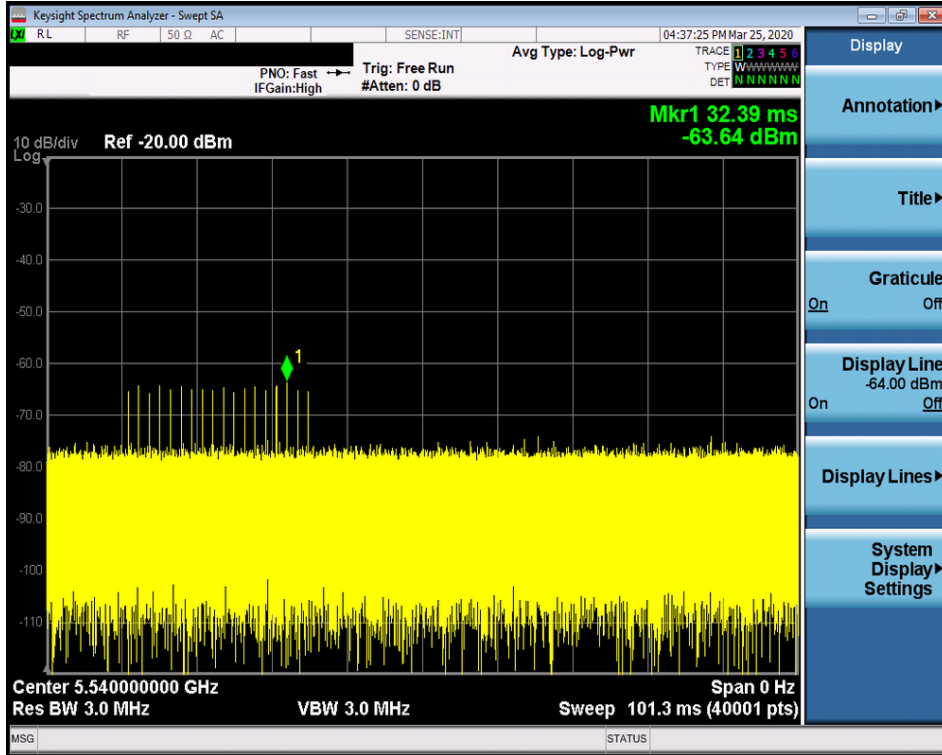 Keysight Spectrum Analyzer - Swept SA
LXI RL RF 50 Ω AC SENSE:INT 04:37:25 PM Mar 25, 2020
Avg Type: Log-Pwr TRACE 1 2 3 4 5 6
PNO: Fast Trig: Free Run TYPE WWWWWW
IFGain:High #Atten: 0 dB DET N N N N N N
Mkr1 32.39 ms
-63.64 dBm
10 dB/div Ref -20.00 dBm
Log
-30.0
-40.0
-50.0
-60.0
1
-70.0
-80.0
-90.0
-100
-110
Center 5.540000000 GHz Span 0 Hz
Res BW 3.0 MHz VBW 3.0 MHz Sweep 101.3 ms (40001 pts)
MSG STATUS
Display
Annotation
Title
Graticule
On Off
Display Line
-64.00 dBm
On Off
Display Lines
System
Display
Settings